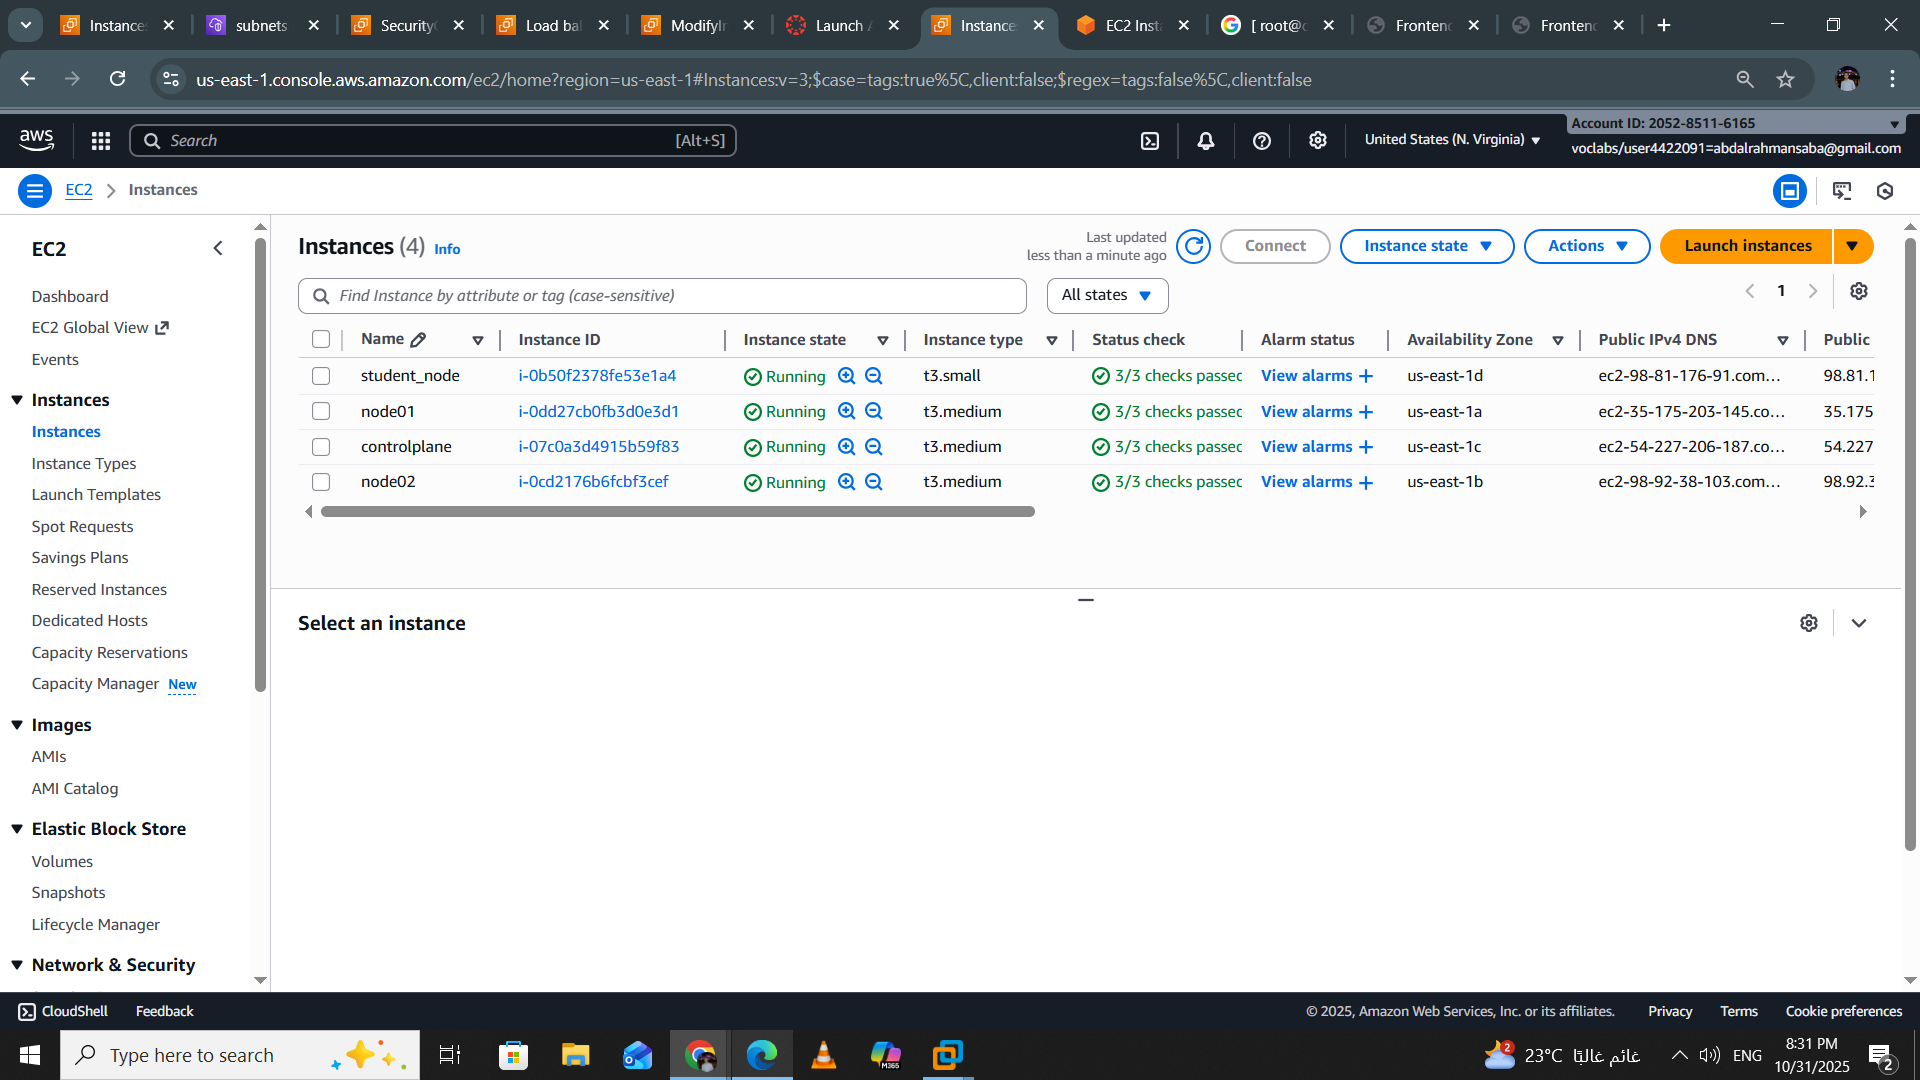 Instances
subnets
Security
Load bal
ModifyIn
Launch A
Instances
EC2 Inst
[ root@c
Frontend
Frontend
us-east-1.console.aws.amazon.com/ec2/home?region=us-east-1#Instances:v=3;$case=tags:true%5C,client:false;$regex=tags:false%5C,client:false
aws
Search
[Alt+S]
United States (N. Virginia)
Account ID: 2052-8511-6165
voclabs/user4422091=abdalrahmansaba@gmail.com
EC2
Instances
EC2
Dashboard
EC2 Global View
Events
Instances
Instances
Instance Types
Launch Templates
Spot Requests
Savings Plans
Reserved Instances
Dedicated Hosts
Capacity Reservations
Capacity Manager New
Images
AMIs
AMI Catalog
Elastic Block Store
Volumes
Snapshots
Lifecycle Manager
Network & Security
Instances (4) Info
Last updated
less than a minute ago
Connect
Instance state
Actions
Launch instances
Find Instance by attribute or tag (case-sensitive)
All states
1
Name Instance ID Instance state Instance type Status check Alarm status Availability Zone Public IPv4 DNS Public
student_node i-0b50f2378fe53e1a4 Running t3.small 3/3 checks passed View alarms us-east-1d ec2-98-81-176-91.com... 98.81.1
node01 i-0dd27cb0fb3d0e3d1 Running t3.medium 3/3 checks passed View alarms us-east-1a ec2-35-175-203-145.co... 35.175
controlplane i-07c0a3d4915b59f83 Running t3.medium 3/3 checks passed View alarms us-east-1c ec2-54-227-206-187.co... 54.227
node02 i-0cd2176b6fcbf3cef Running t3.medium 3/3 checks passed View alarms us-east-1b ec2-98-92-38-103.com... 98.92.3
Select an instance
CloudShell
Feedback
© 2025, Amazon Web Services, Inc. or its affiliates.
Privacy
Terms
Cookie preferences
Type here to search
M365
2
23°C غائم غالبًا
ENG
8:31 PM
10/31/2025
2